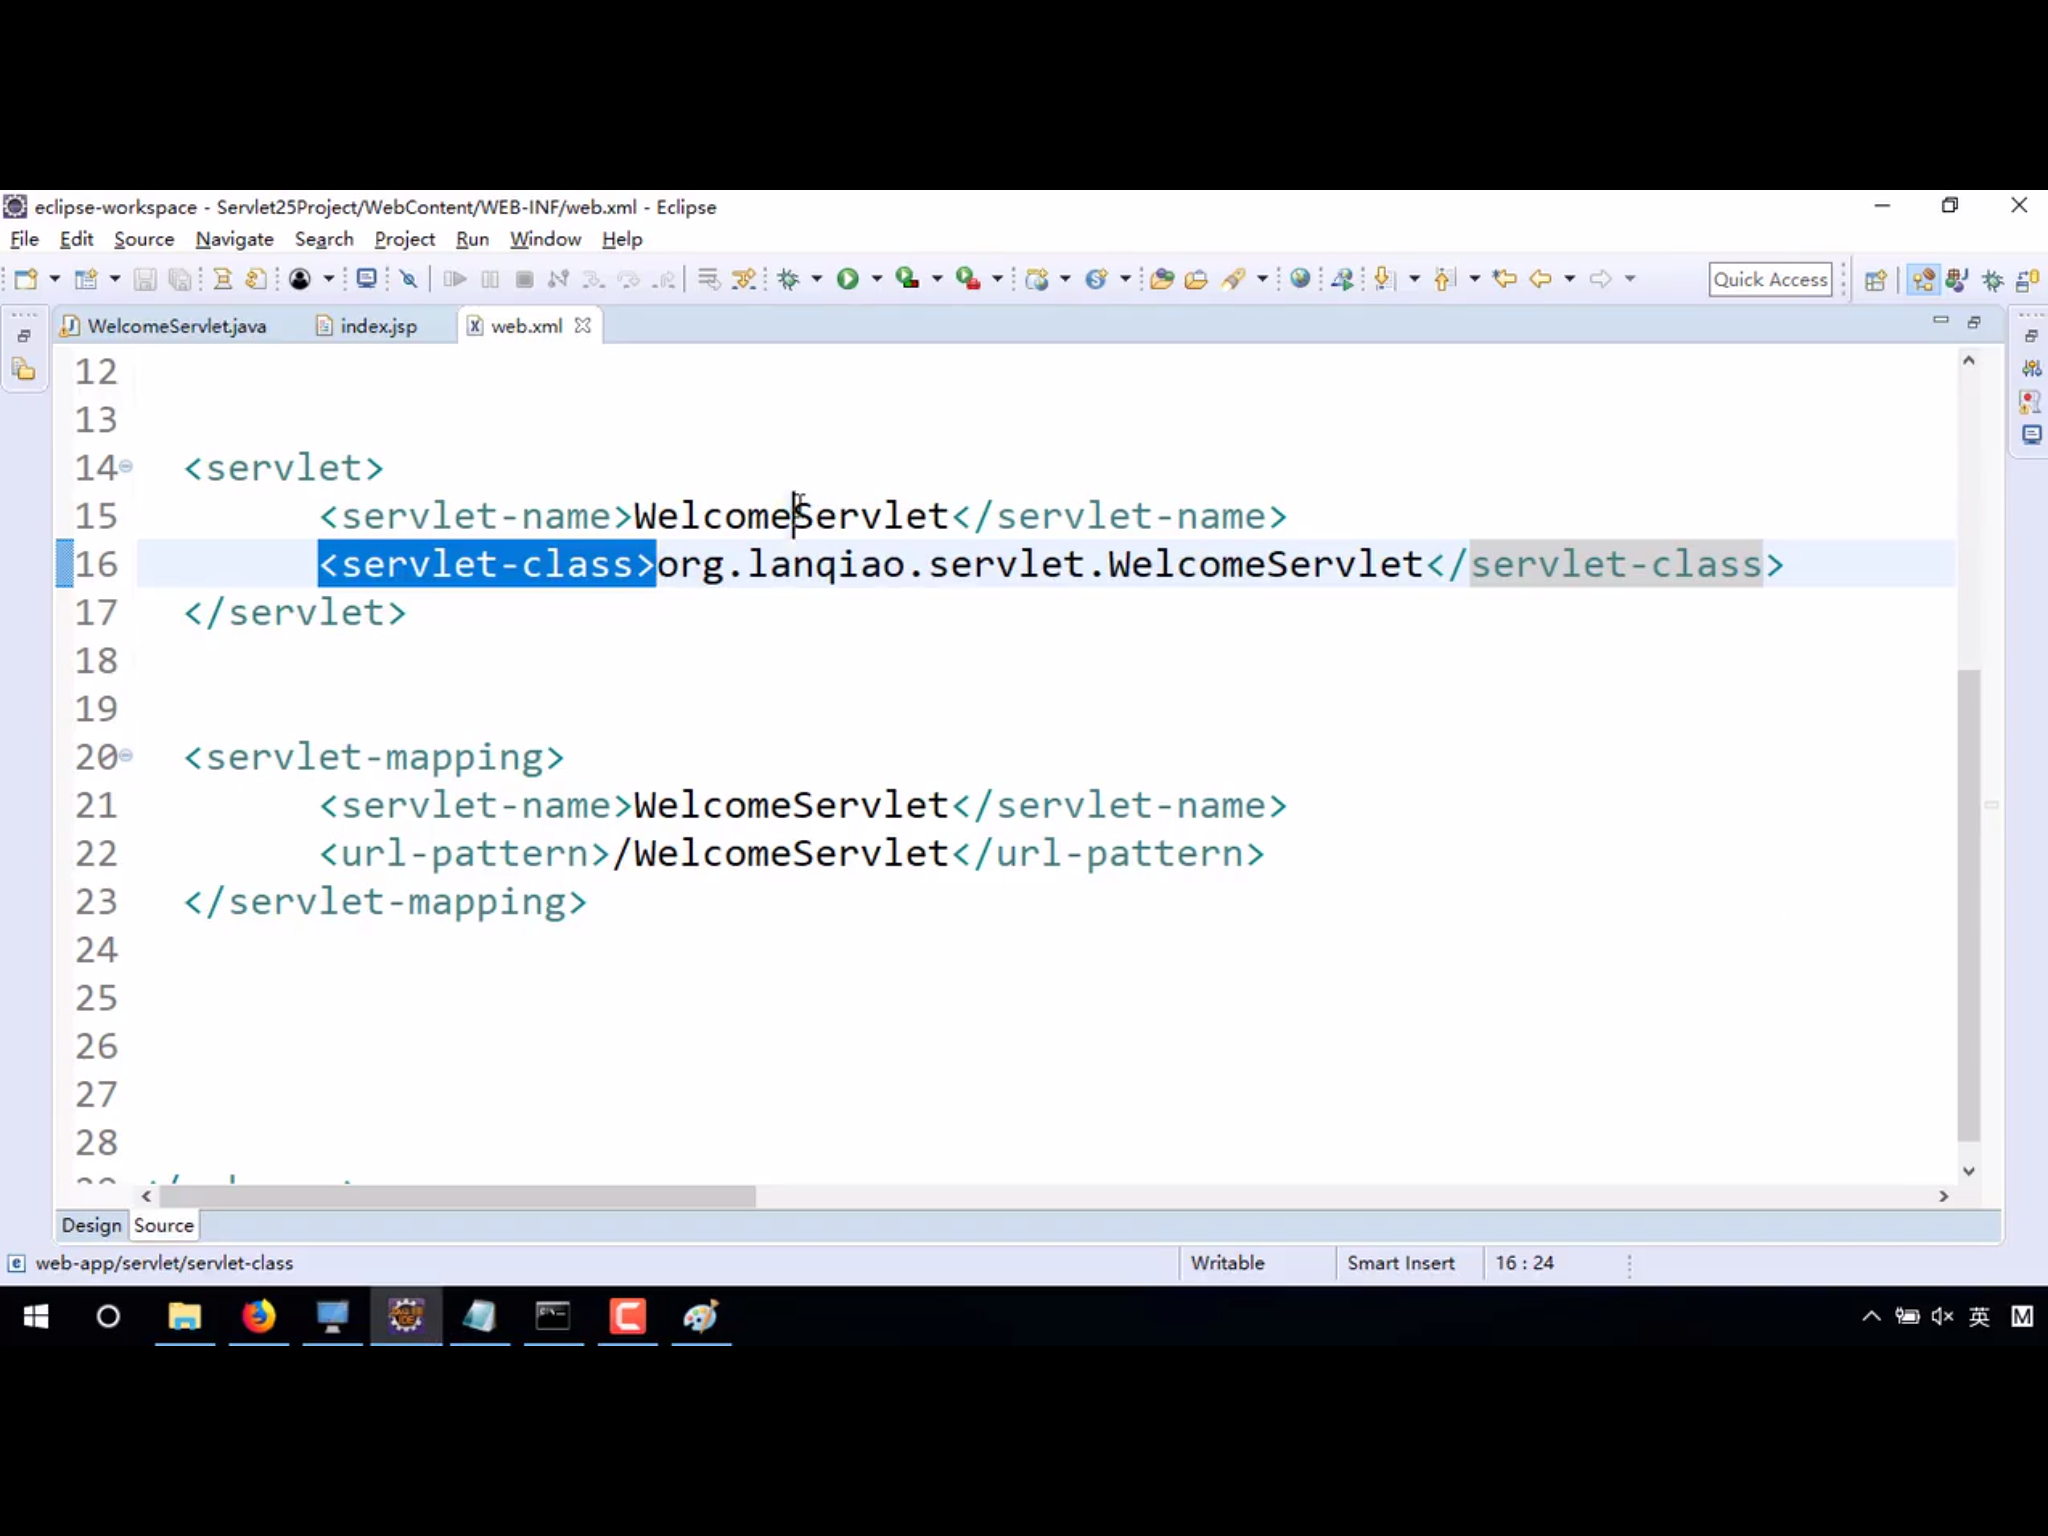 eclipse-workspace - Servlet25Project/WebContent/WEB-INF/web.xml - Eclipse
File Edit Source Navigate Search Project Run Window Help
Quick Access
WelcomeServlet.java index.jsp web.xml
12
13
14 <servlet>
15 <servlet-name>WelcomeServlet</servlet-name>
16 <servlet-class>org.lanqiao.servlet.WelcomeServlet</servlet-class>
17 </servlet>
18
19
20 <servlet-mapping>
21 <servlet-name>WelcomeServlet</servlet-name>
22 <url-pattern>/WelcomeServlet</url-pattern>
23 </servlet-mapping>
24
25
26
27
28
Design Source
web-app/servlet/servlet-class Writable Smart Insert 16 : 24
英 M